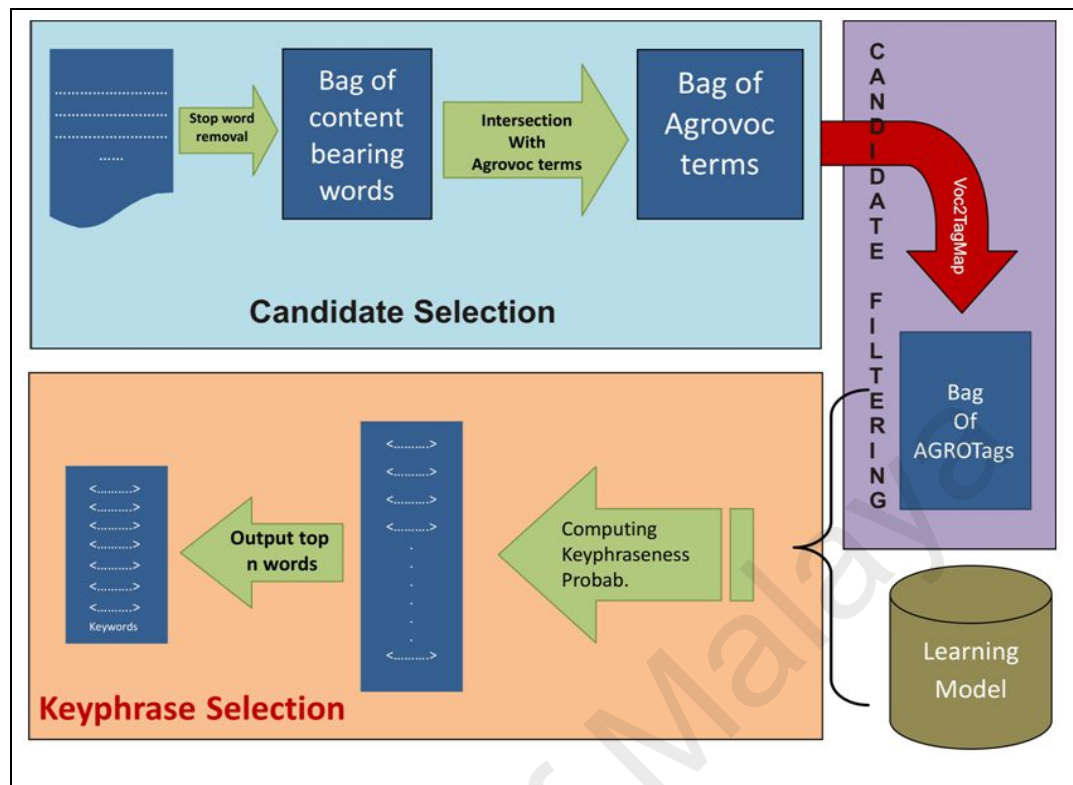 Stop word
removal
Bag of
content
bearing
words
Intersection
With
Agrovoc terms
Bag of
Agrovoc
terms
Candidate Selection
CANDIDATE FILTERING
Voc2TagMap
Bag
Of
AGROTags
Learning
Model
Computing
Keyphraseness
Probab.
<..........>
<..........>
<..........>
<..........>
.
.
.
.
.
.
<..........>
Output top
n words
<..........>
<..........>
<..........>
<..........>
<..........>
<..........>
<..........>
Keywords
Keyphrase Selection
of Malaya